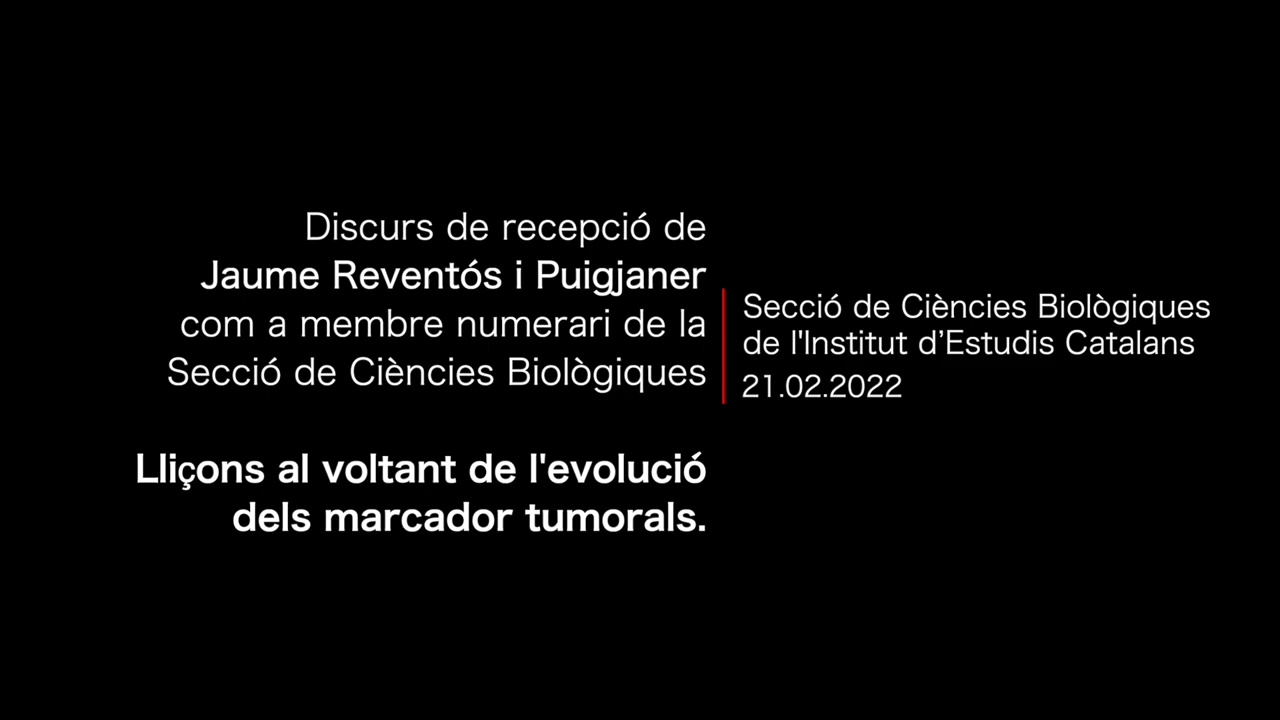 Discurs de recepció de
Jaume Reventós i Puigjaner
com a membre numerari de la
Secció de Ciències Biològiques
Lliçons al voltant de l'evolució
dels marcador tumorals.
Secció de Ciències Biològiques
de l'Institut d’Estudis Catalans
21.02.2022